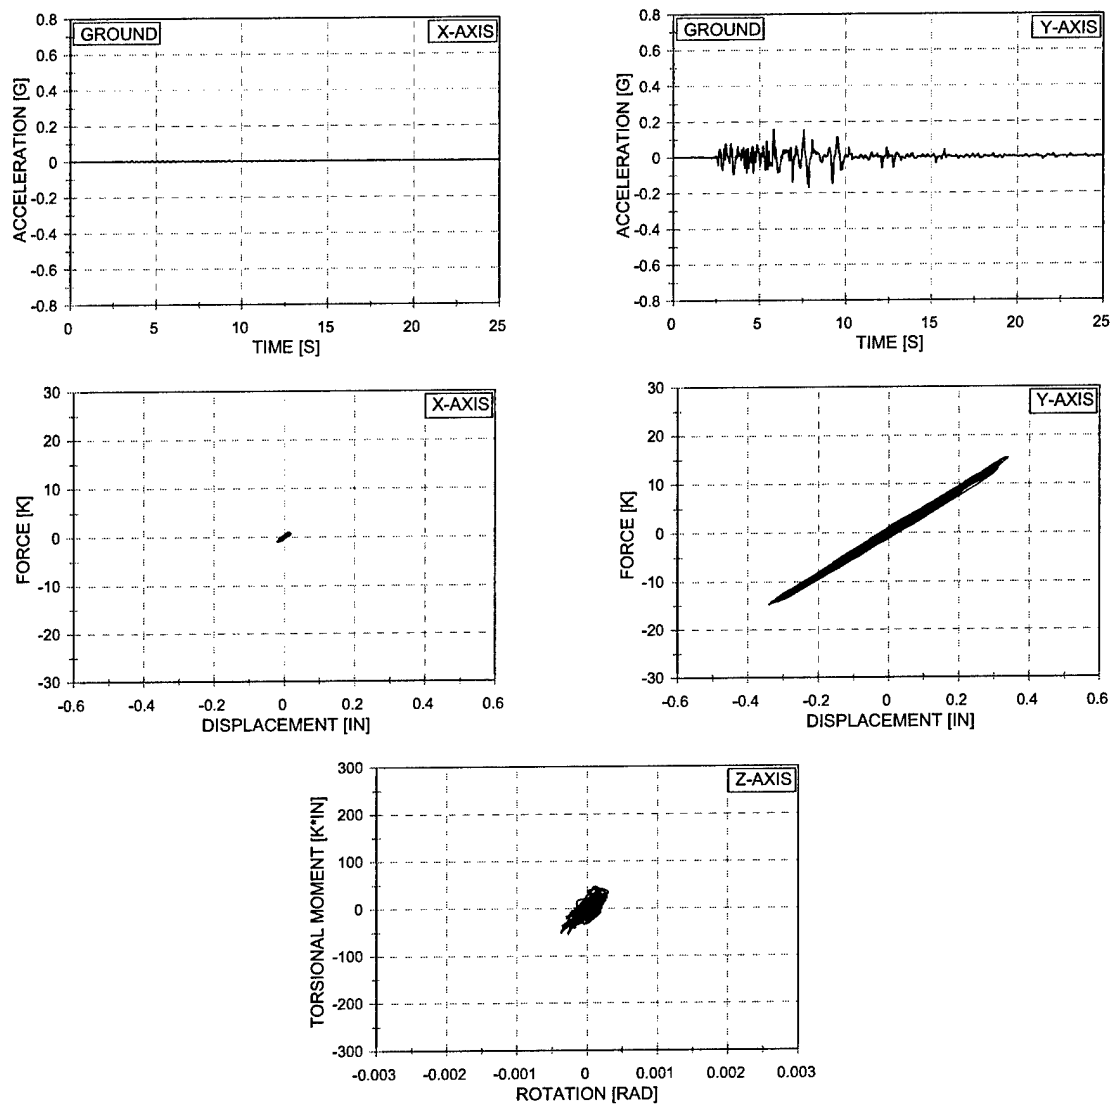 GROUND X-AXIS
0.8
0.6
0.4
0.2
0
-0.2
-0.4
-0.6
-0.8
ACCELERATION [G]
0 5 10 15 20 25
TIME [S]
GROUND Y-AXIS
0.8
0.6
0.4
0.2
0
-0.2
-0.4
-0.6
-0.8
ACCELERATION [G]
0 5 10 15 20 25
TIME [S]
X-AXIS
30
20
10
0
-10
-20
-30
FORCE [K]
-0.6 -0.4 -0.2 0 0.2 0.4 0.6
DISPLACEMENT [IN]
Y-AXIS
30
20
10
0
-10
-20
-30
FORCE [K]
-0.6 -0.4 -0.2 0 0.2 0.4 0.6
DISPLACEMENT [IN]
Z-AXIS
300
200
100
0
-100
-200
-300
TORSIONAL MOMENT [K*IN]
-0.003 -0.002 -0.001 0 0.001 0.002 0.003
ROTATION [RAD]